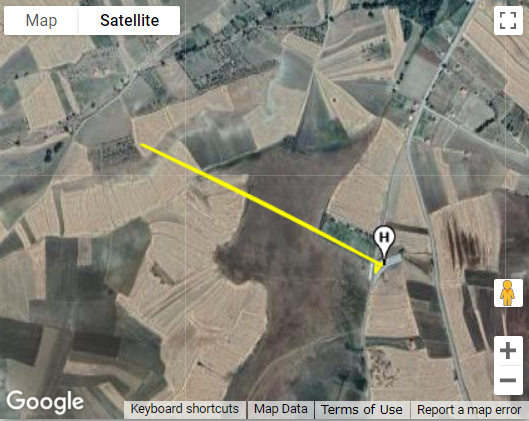 Map Satellite
H
Google
Keyboard shortcuts Map Data Terms of Use Report a map error